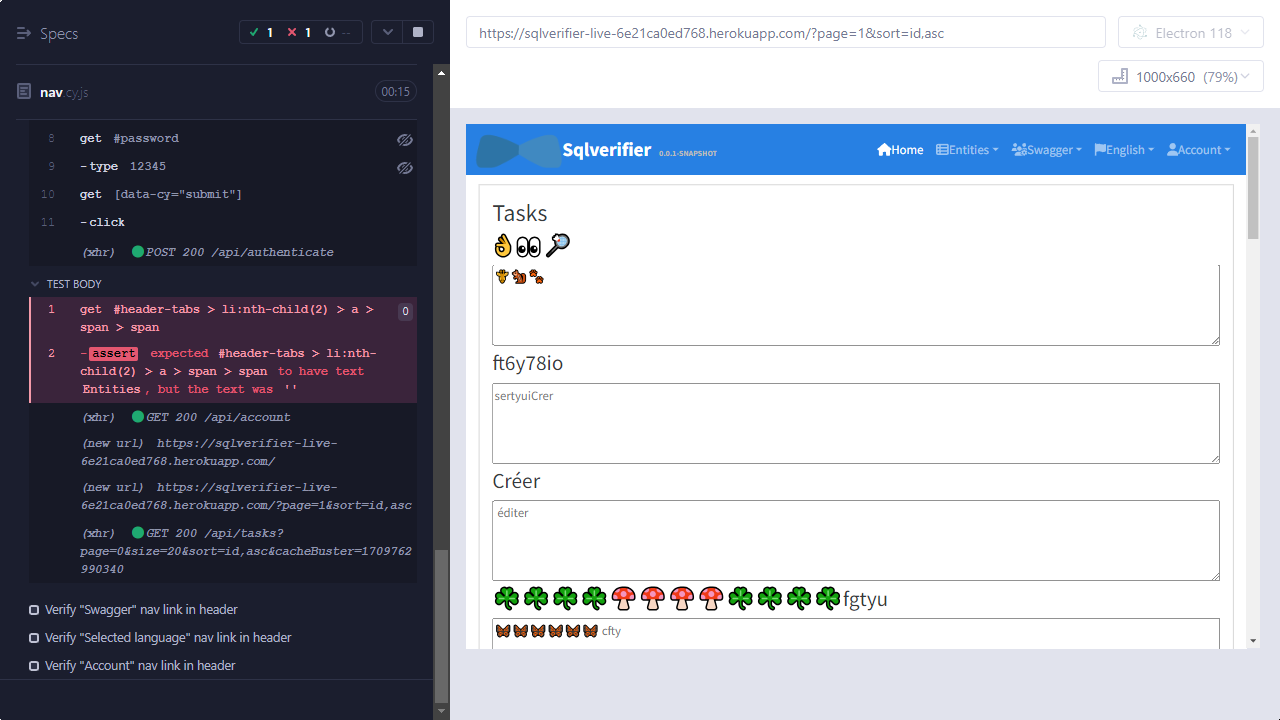 Specs
1
1
--
https://sqlverifier-live-6e21ca0ed768.herokuapp.com/?page=1&sort=id,asc
Electron 118
1000x660 (79%)
nav.cy.js
00:15
8 get #password
9 -type 12345
10 get [data-cy="submit"]
11 -click
(xhr) POST 200 /api/authenticate
TEST BODY
1 get #header-tabs > li:nth-child(2) > a >
span > span
0
2 -assert expected #header-tabs > li:nth-
child(2) > a > span > span to have text
Entities, but the text was ''
(xhr) GET 200 /api/account
(new url) https://sqlverifier-live-
6e21ca0ed768.herokuapp.com/
(new url) https://sqlverifier-live-
6e21ca0ed768.herokuapp.com/?page=1&sort=id,asc
(xhr) GET 200 /api/tasks?
page=0&size=20&sort=id,asc&cacheBuster=1709762
990340
Verify "Swagger" nav link in header
Verify "Selected language" nav link in header
Verify "Account" nav link in header
Sqlverifier 0.0.1-SNAPSHOT
Home
Entities
Swagger
English
Account
Tasks
👌👀🔎
🦒🐿🐾
ft6y78io
sertyuiCrer
Créer
éditer
☘☘☘☘🍄🍄🍄🍄☘☘☘☘fgtyu
🦋🦋🦋🦋🦋🦋 cfty